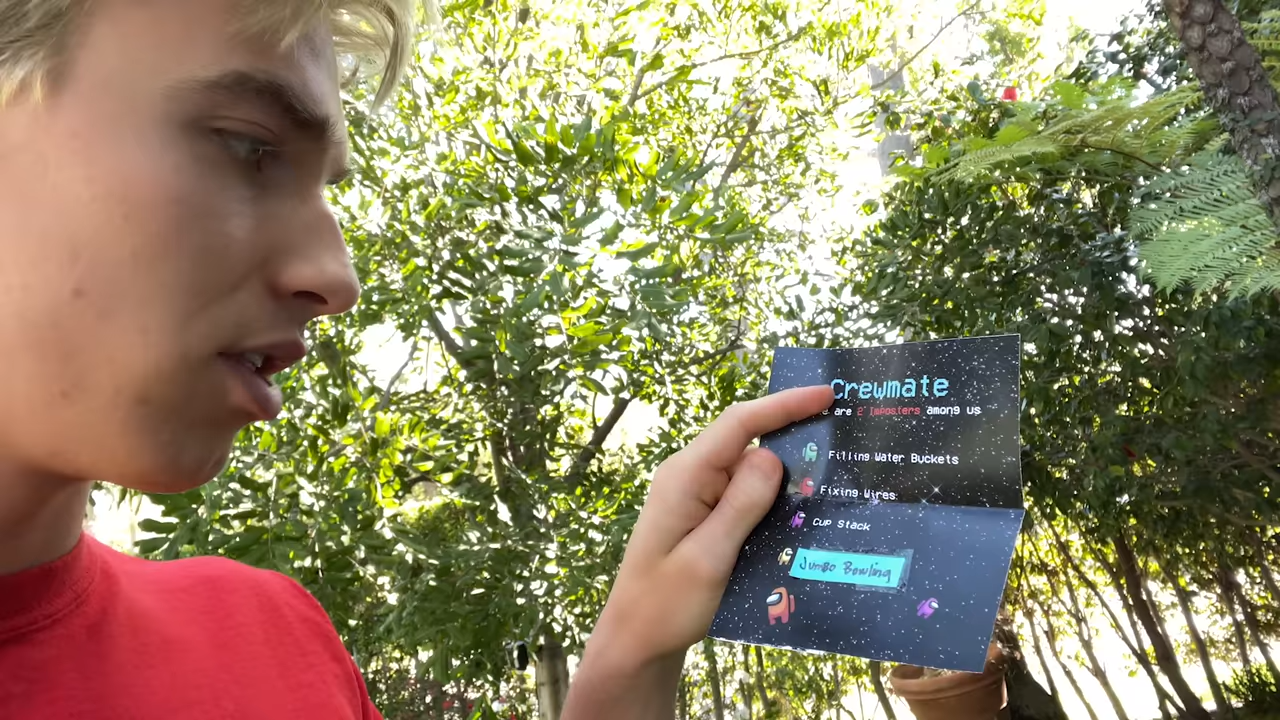 Crewmate
are 2 Imposters among us
Filling Water Buckets
Fixing Wires
Cup Stack
Jumbo Bowling